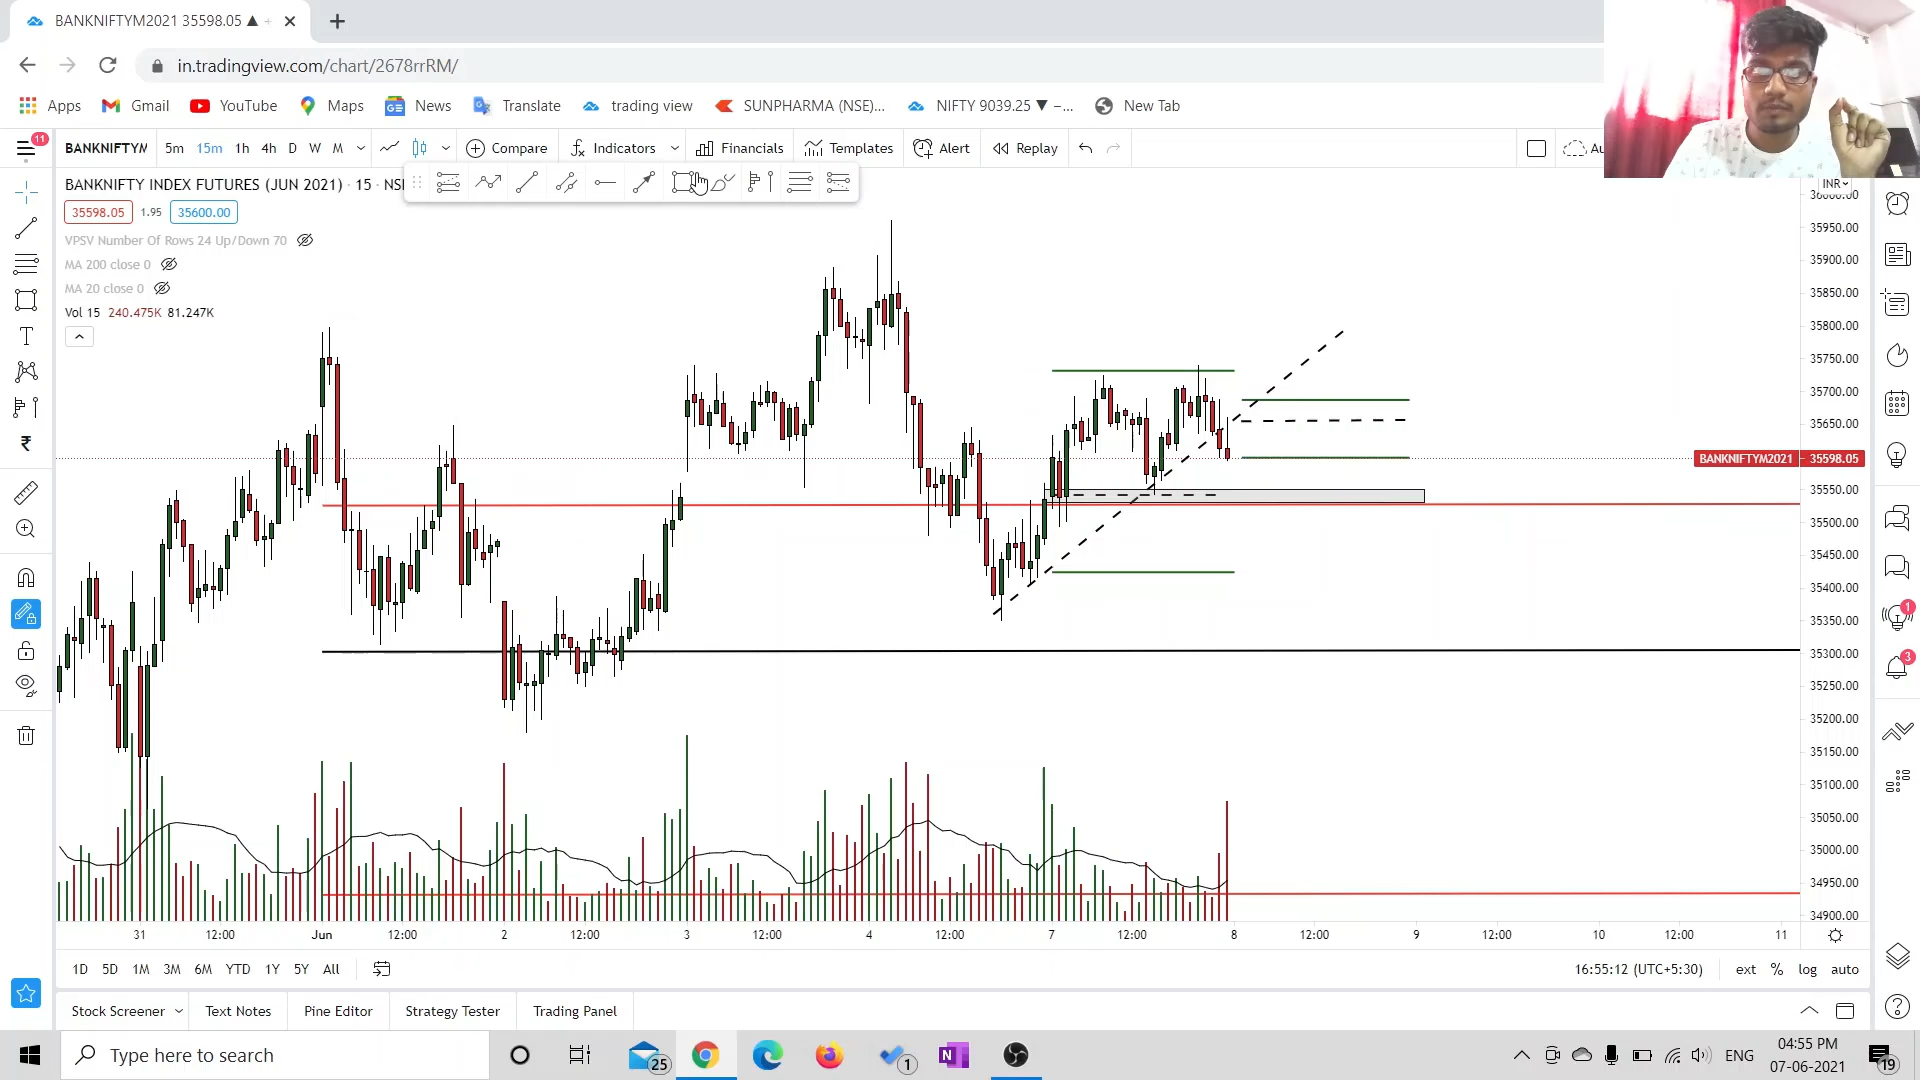 BANKNIFTYM2021 35598.05 ▲ +
in.tradingview.com/chart/2678rrRM/
Apps Gmail YouTube Maps News Translate trading view SUNPHARMA (NSE)... NIFTY 9039.25 ▼ −... New Tab
11
BANKNIFTYM 5m 15m 1h 4h D W M Compare Indicators Financials Templates Alert Replay
BANKNIFTY INDEX FUTURES (JUN 2021) · 15 ·
INR
35598.05 1.95 35600.00
VPSV Number Of Rows 24 Up/Down 70
MA 200 close 0
MA 20 close 0
Vol 15 240.475K 81.247K
36000.00
35950.00
35900.00
35850.00
35800.00
35750.00
35700.00
35650.00
BANKNIFTYM2021 35598.05
35550.00
35500.00
35450.00
35400.00
35350.00
35300.00
35250.00
35200.00
35150.00
35100.00
35050.00
35000.00
34950.00
34900.00
1
3
31 12:00 Jun 12:00 2 12:00 3 12:00 4 12:00 7 12:00 8 12:00 9 12:00 10 12:00 11
1D 5D 1M 3M 6M YTD 1Y 5Y All 16:55:12 (UTC+5:30) ext % log auto
Stock Screener Text Notes Pine Editor Strategy Tester Trading Panel
Type here to search 25 1 N ENG 04:55 PM
07-06-2021 19